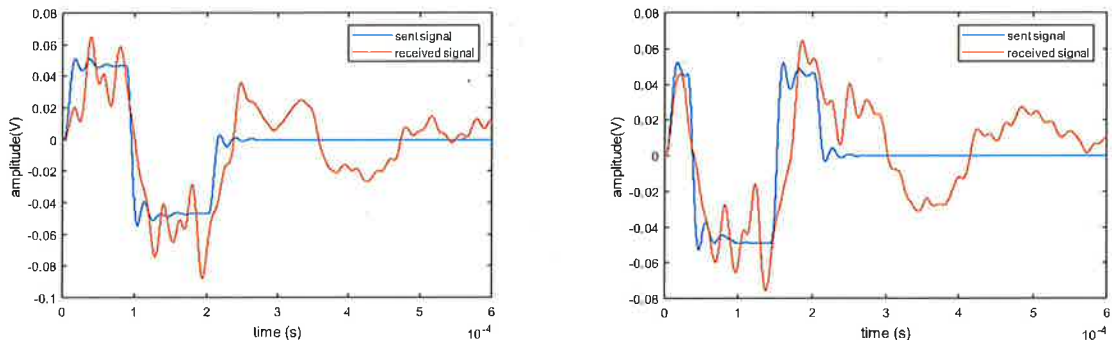 sent signal
received signal
amplitude(V)
0.08
0.06
0.04
0.02
0
-0.02
-0.04
-0.06
-0.08
-0.1
0 1 2 3 4 5 6
time (s)
10⁻⁴
sent signal
received signal
amplitude(V)
0.08
0.06
0.04
0.02
0
-0.02
-0.04
-0.06
0.08
0 1 2 3 4 5 6
time (s)
10⁻⁴